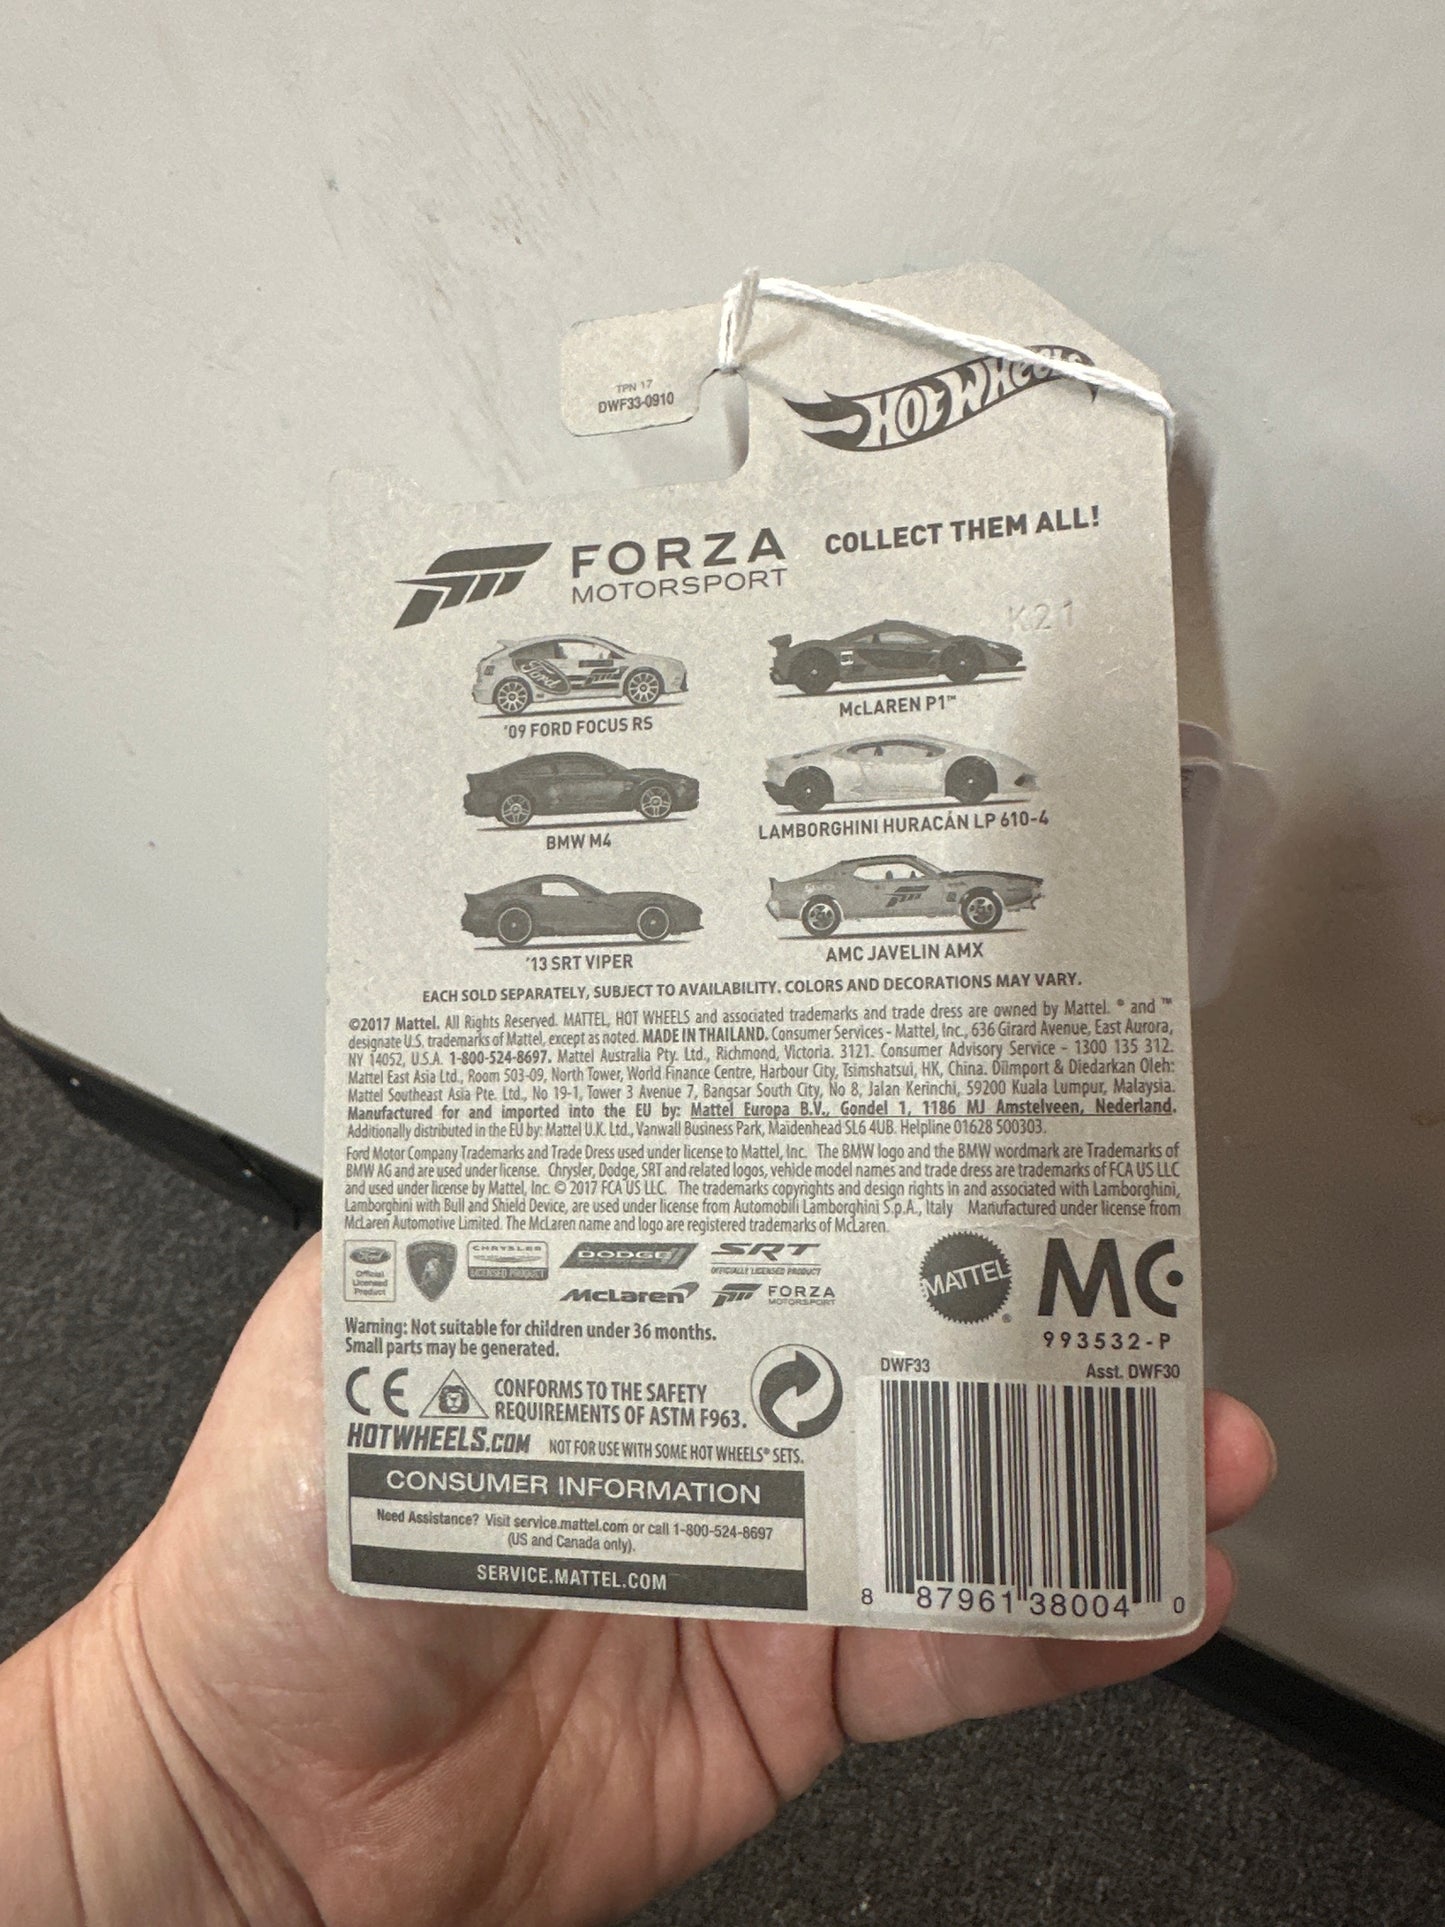 TPN 17
DWF33-0910
HOT WHEELS
FORZA
MOTORSPORT
COLLECT THEM ALL!
K21
Ford
'09 FORD FOCUS RS
McLAREN P1™
BMW M4
LAMBORGHINI HURACÁN LP 610-4
'13 SRT VIPER
AMC JAVELIN AMX
EACH SOLD SEPARATELY, SUBJECT TO AVAILABILITY. COLORS AND DECORATIONS MAY VARY.
©2017 Mattel. All Rights Reserved. MATTEL, HOT WHEELS and associated trademarks and trade dress are owned by Mattel. ® and ™
designate U.S. trademarks of Mattel, except as noted. MADE IN THAILAND. Consumer Services - Mattel, Inc., 636 Girard Avenue, East Aurora,
NY 14052, U.S.A. 1-800-524-8697. Mattel Australia Pty. Ltd., Richmond, Victoria. 3121. Consumer Advisory Service - 1300 135 312.
Mattel East Asia Ltd., Room 503-09, North Tower, World Finance Centre, Harbour City, Tsimshatsui, HK, China. Diimport & Diedarkan Oleh:
Mattel Southeast Asia Pte. Ltd., No 19-1, Tower 3 Avenue 7, Bangsar South City, No 8, Jalan Kerinchi, 59200 Kuala Lumpur, Malaysia.
Manufactured for and imported into the EU by: Mattel Europa B.V., Gondel 1, 1186 MJ Amstelveen, Nederland.
Additionally distributed in the EU by: Mattel U.K. Ltd., Vanwall Business Park, Maidenhead SL6 4UB. Helpline 01628 500303.
Ford Motor Company Trademarks and Trade Dress used under license to Mattel, Inc. The BMW logo and the BMW wordmark are Trademarks of
BMW AG and are used under license. Chrysler, Dodge, SRT and related logos, vehicle model names and trade dress are trademarks of FCA US LLC
and used under license by Mattel, Inc. © 2017 FCA US LLC. The trademarks copyrights and design rights in and associated with Lamborghini,
Lamborghini with Bull and Shield Device, are used under license from Automobili Lamborghini S.p.A., Italy Manufactured under license from
McLaren Automotive Limited. The McLaren name and logo are registered trademarks of McLaren.
Ford
Official
Licensed
Product
CHRYSLER
LICENSED PRODUCT
DODGE
SRT
OFFICIALLY LICENSED PRODUCT
McLaren
FORZA
MOTORSPORT
MATTEL®
MC
993532-P
Warning: Not suitable for children under 36 months.
Small parts may be generated.
CE
CONFORMS TO THE SAFETY
REQUIREMENTS OF ASTM F963.
HOTWHEELS.COM NOT FOR USE WITH SOME HOT WHEELS® SETS.
CONSUMER INFORMATION
Need Assistance? Visit service.mattel.com or call 1-800-524-8697
(US and Canada only).
SERVICE.MATTEL.COM
DWF33
Asst. DWF30
8 87961 38004 0